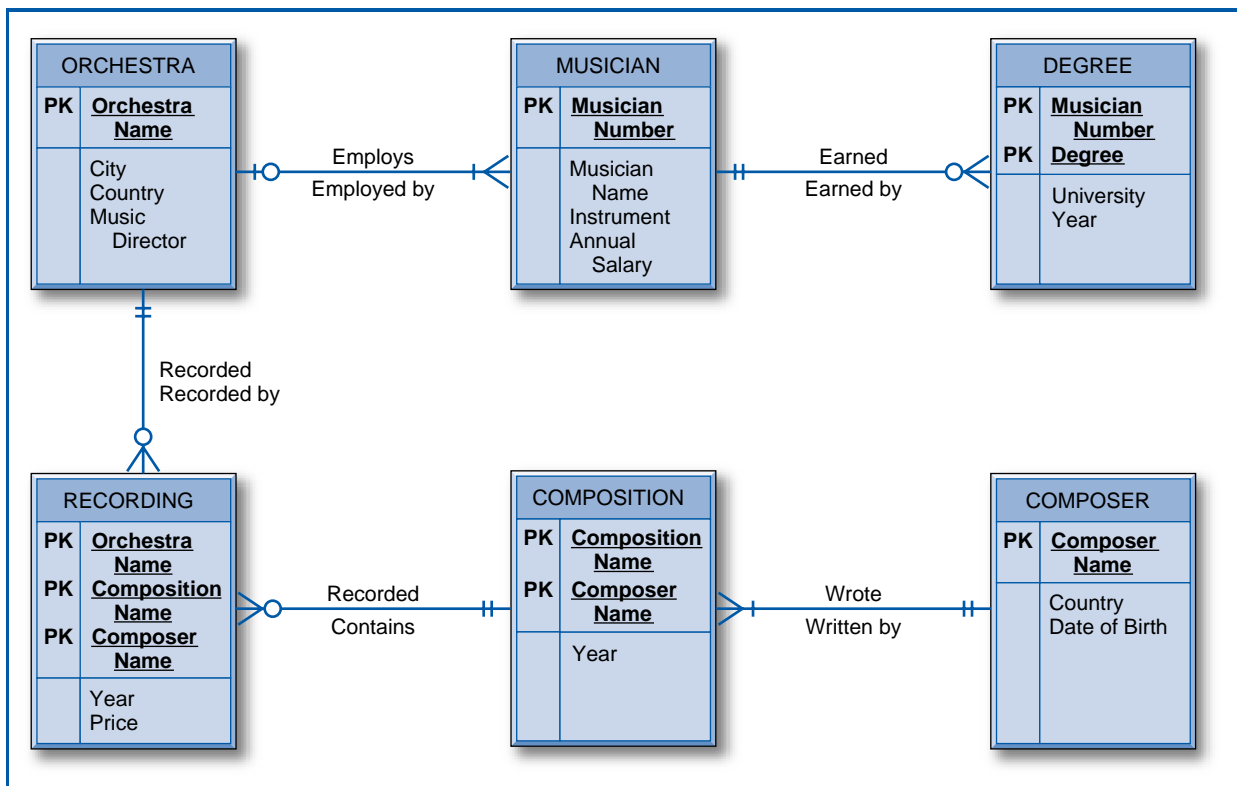 ORCHESTRA
PK Orchestra
Name
City
Country
Music
Director
Employs
Employed by
MUSICIAN
PK Musician
Number
Musician
Name
Instrument
Annual
Salary
Earned
Earned by
DEGREE
PK Musician
Number
PK Degree
University
Year
Recorded
Recorded by
RECORDING
PK Orchestra
Name
PK Composition
Name
PK Composer
Name
Year
Price
Recorded
Contains
COMPOSITION
PK Composition
Name
PK Composer
Name
Year
Wrote
Written by
COMPOSER
PK Composer
Name
Country
Date of Birth